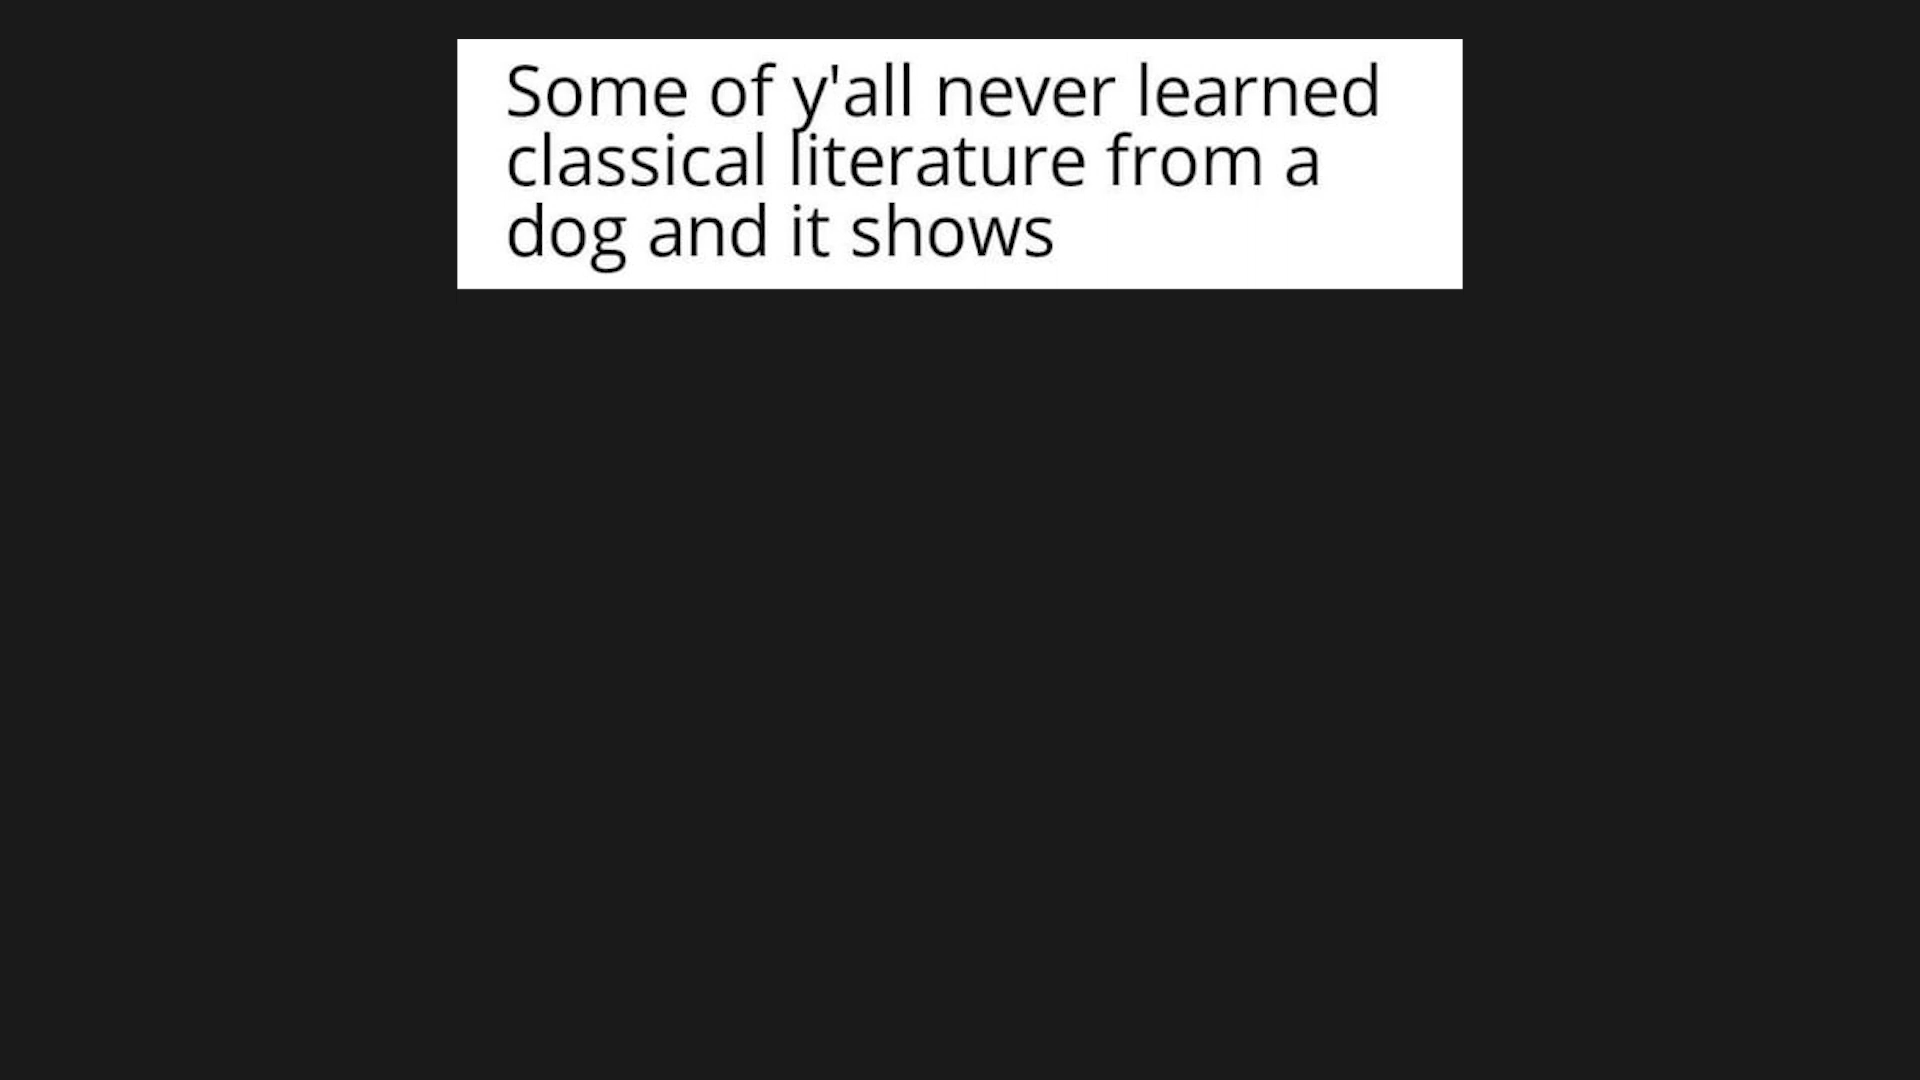 Some of y'all never learned
classical literature from a
dog and it shows